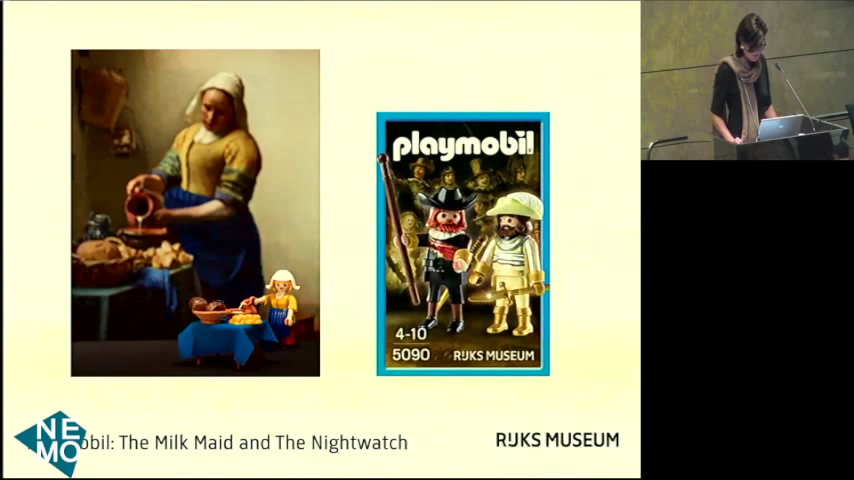 playmobil
4-10
5090
RIJKS MUSEUM
NE
MO
obil: The Milk Maid and The Nightwatch
RIJKS MUSEUM